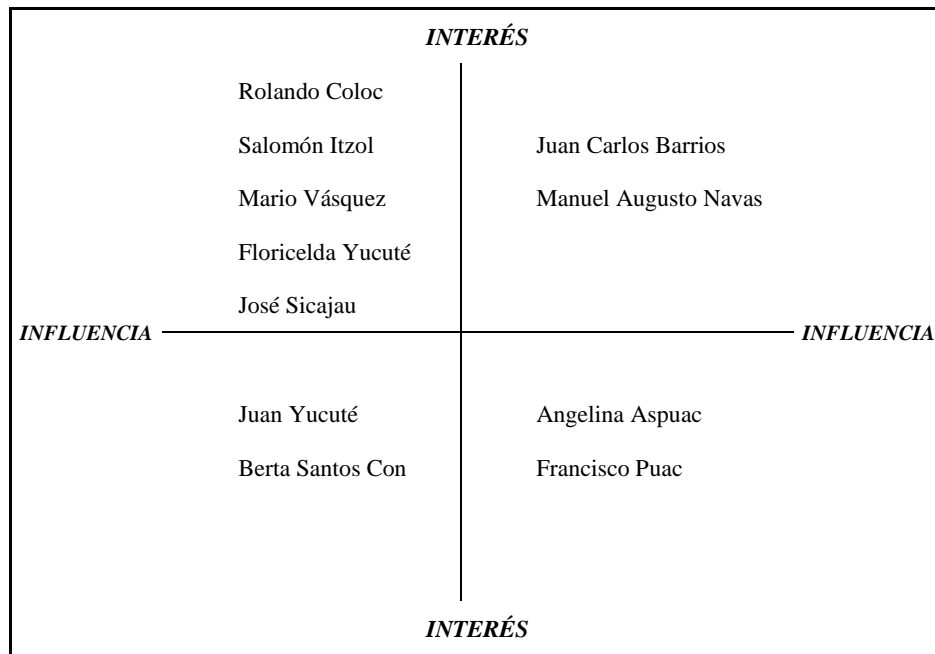 INTERÉS
Rolando Coloc
Salomón Itzol
Juan Carlos Barrios
Mario Vásquez
Manuel Augusto Navas
Floricelda Yucuté
José Sicajau
INFLUENCIA
INFLUENCIA
Juan Yucuté
Angelina Aspuac
Berta Santos Con
Francisco Puac
INTERÉS